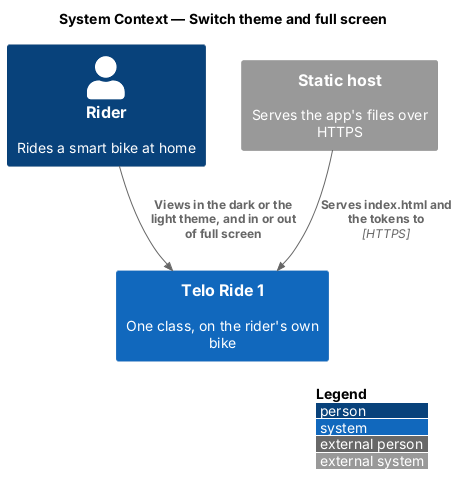 System Context — Switch theme and full screen
Rider
Rides a smart bike at home
Static host
Serves the app's files over
HTTPS
Views in the dark or the
light theme, and in or out
of full screen
Serves index.html and
the tokens to
[HTTPS]
Telo Ride 1
One class, on the rider's own
bike
Legend
person
system
external person
external system